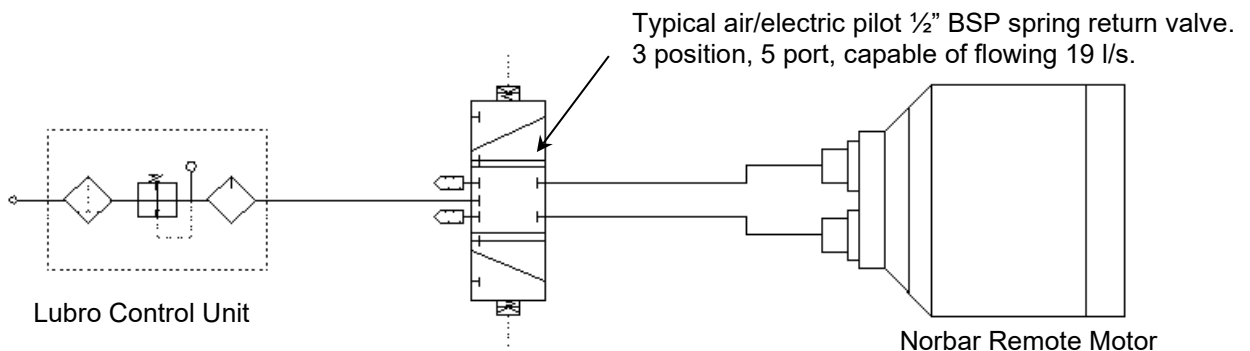 Typical air/electric pilot ½” BSP spring return valve.
3 position, 5 port, capable of flowing 19 l/s.
Lubro Control Unit
Norbar Remote Motor